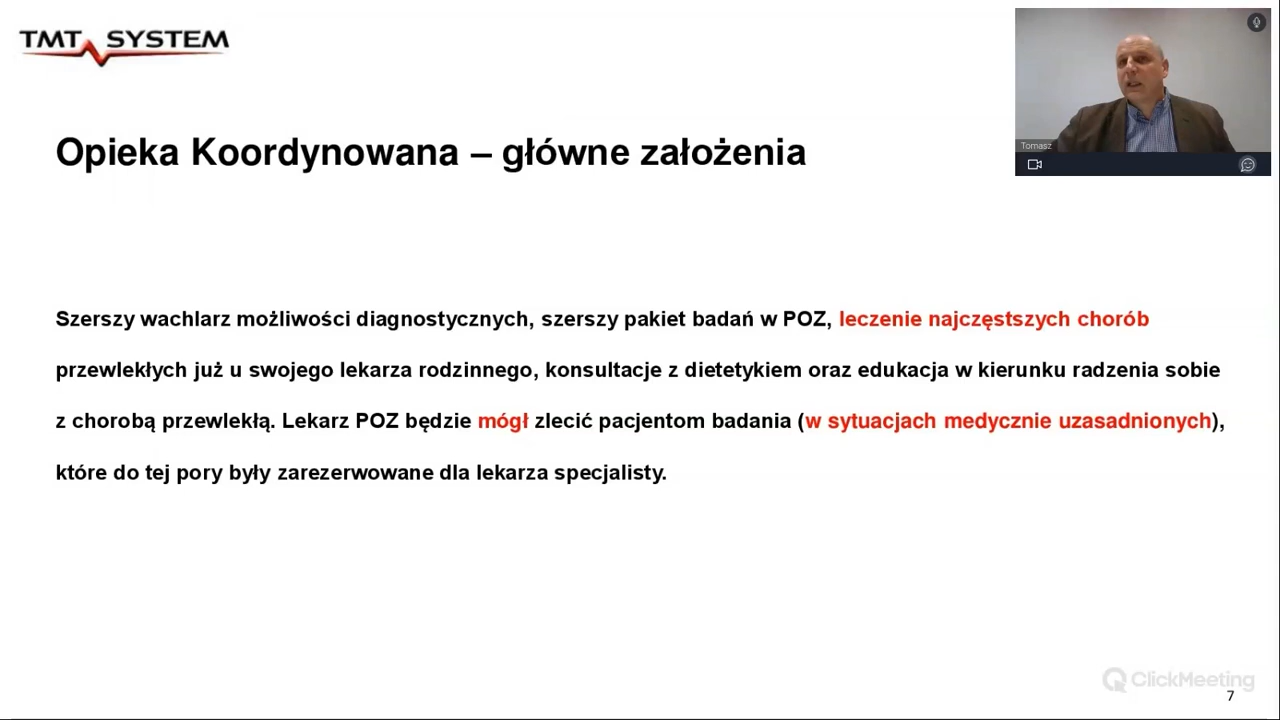 TMT SYSTEM
Tomasz
Opieka Koordynowana – główne założenia
Szerszy wachlarz możliwości diagnostycznych, szerszy pakiet badań w POZ, leczenie najczęstszych chorób
przewlekłych już u swojego lekarza rodzinnego, konsultacje z dietetykiem oraz edukacja w kierunku radzenia sobie
z chorobą przewlekłą. Lekarz POZ będzie mógł zlecić pacjentom badania (w sytuacjach medycznie uzasadnionych),
które do tej pory były zarezerwowane dla lekarza specjalisty.
ClickMeeting
7